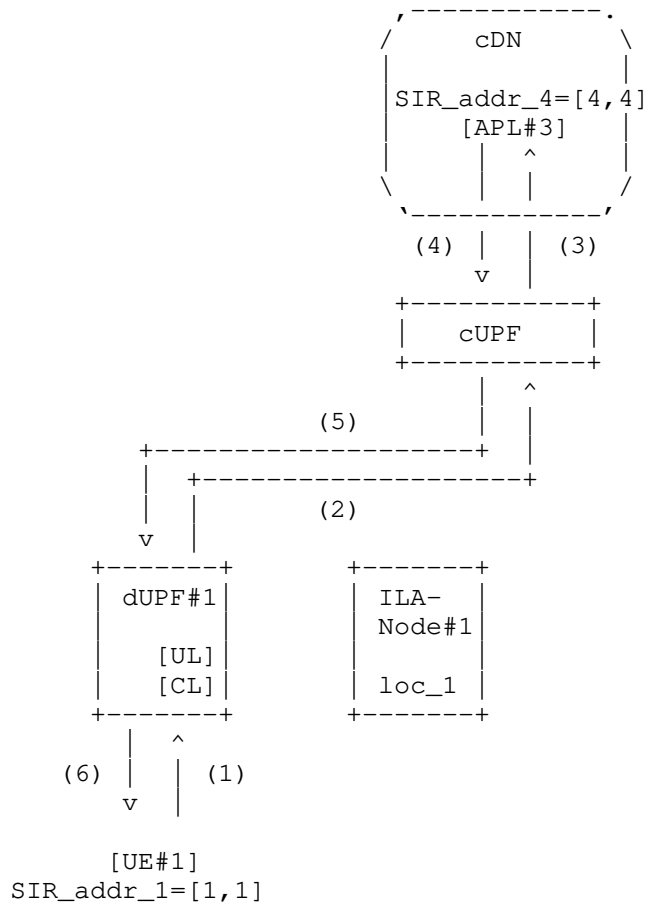 cDN
SIR_addr_4=[4,4]
[APL#3]
(4) (3)
cUPF
(5)
(2)
dUPF#1 ILA-
Node#1
[UL]
[CL] loc_1
(6) (1)
[UE#1]
SIR_addr_1=[1,1]